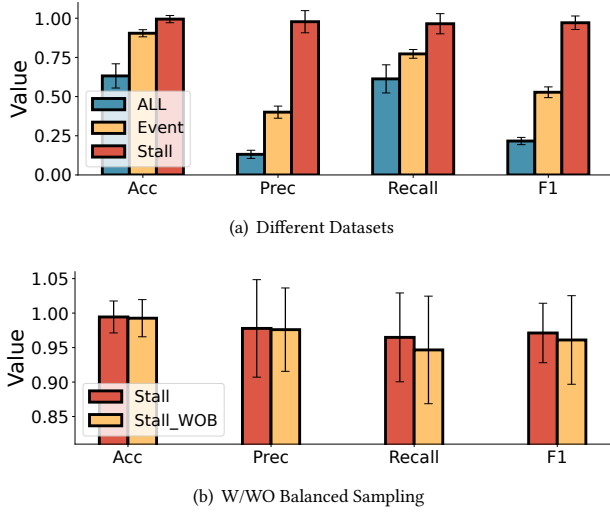 Value
1.00
0.75
0.50
0.25
0.00
ALL
Event
Stall
Acc Prec Recall F1
(a) Different Datasets
Value
1.05
1.00
0.95
0.90
0.85
Stall
Stall_WOB
Acc Prec Recall F1
(b) W/WO Balanced Sampling